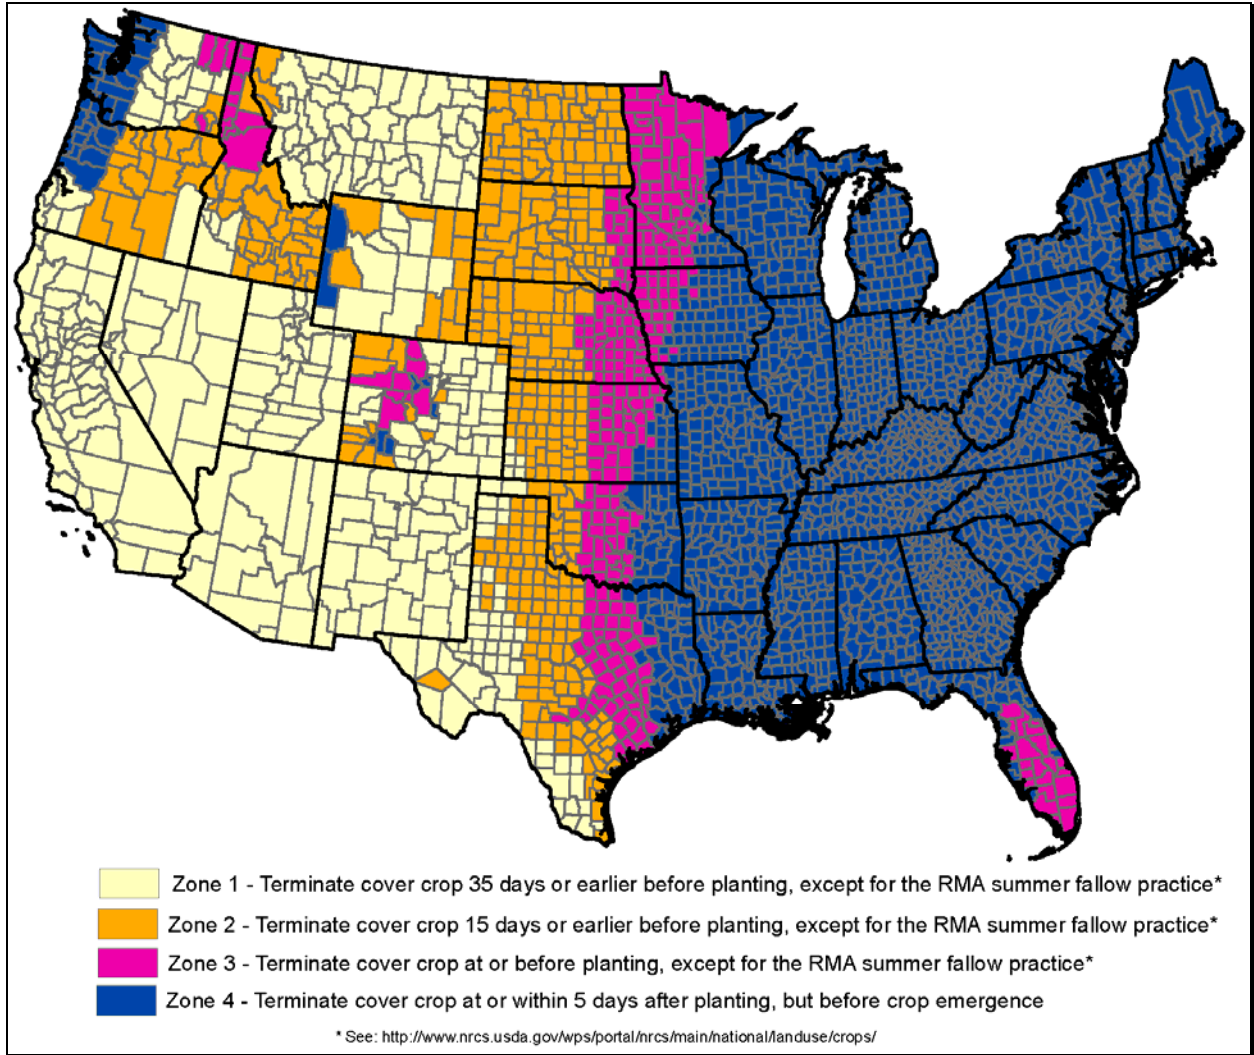 Zone 1 - Terminate cover crop 35 days or earlier before planting, except for the RMA summer fallow practice*
Zone 2 - Terminate cover crop 15 days or earlier before planting, except for the RMA summer fallow practice*
Zone 3 - Terminate cover crop at or before planting, except for the RMA summer fallow practice*
Zone 4 - Terminate cover crop at or within 5 days after planting, but before crop emergence
* See: http://www.nrcs.usda.gov/wps/portal/nrcs/main/national/landuse/crops/